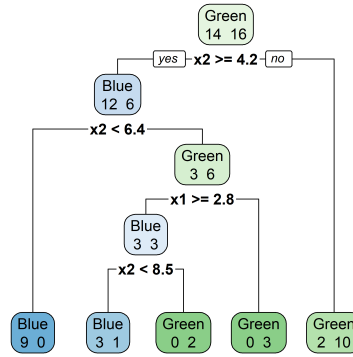 Green
14 16
yes x2 >= 4.2 no
Blue
12 6
x2 < 6.4
Green
3 6
x1 >= 2.8
Blue
3 3
x2 < 8.5
Blue
9 0
Blue
3 1
Green
0 2
Green
0 3
Green
2 10